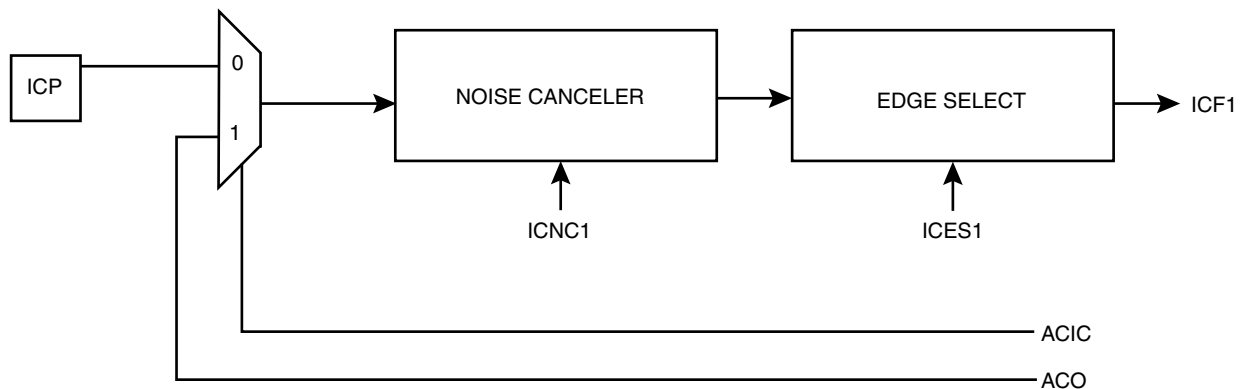 ICP
0
1
NOISE CANCELER
EDGE SELECT
ICF1
ICNC1
ICES1
ACIC
ACO